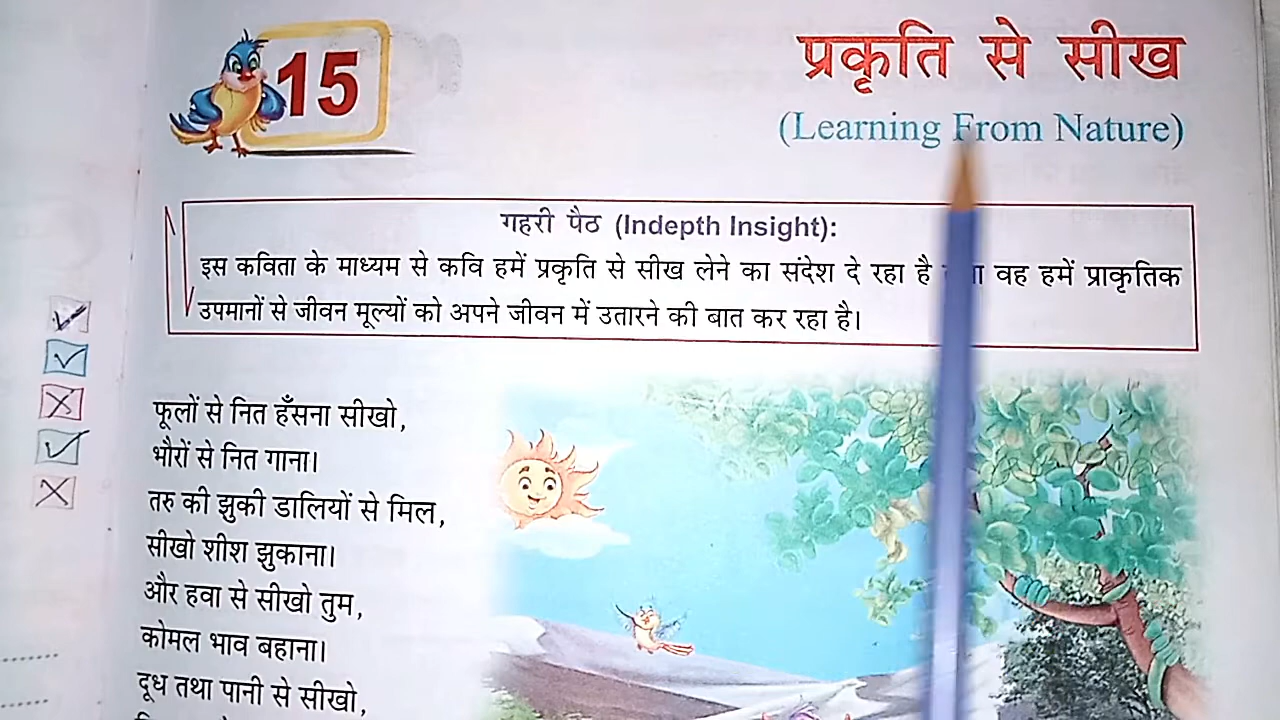 15
प्रकृति से सीख
(Learning From Nature)
गहरी पैठ (Indepth Insight):
इस कविता के माध्यम से कवि हमें प्रकृति से सीख लेने का संदेश दे रहा है वह हमें प्राकृतिक
उपमानों से जीवन मूल्यों को अपने जीवन में उतारने की बात कर रहा है।
फूलों से नित हँसना सीखो,
भौरों से नित गाना।
तरु की झुकी डालियों से मिल,
सीखो शीश झुकाना।
और हवा से सीखो तुम,
कोमल भाव बहाना।
दूध तथा पानी से सीखो,